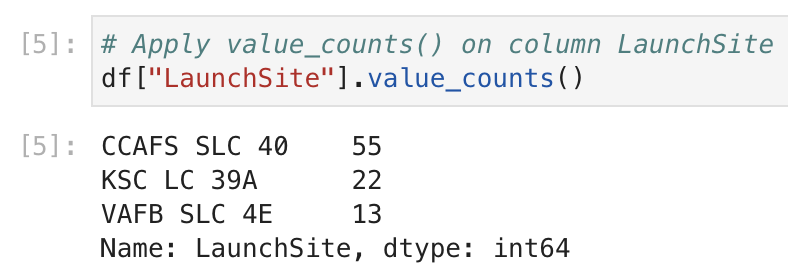 [5]: # Apply value_counts() on column LaunchSite
df["LaunchSite"].value_counts()
[5]: CCAFS SLC 40    55
KSC LC 39A      22
VAFB SLC 4E     13
Name: LaunchSite, dtype: int64